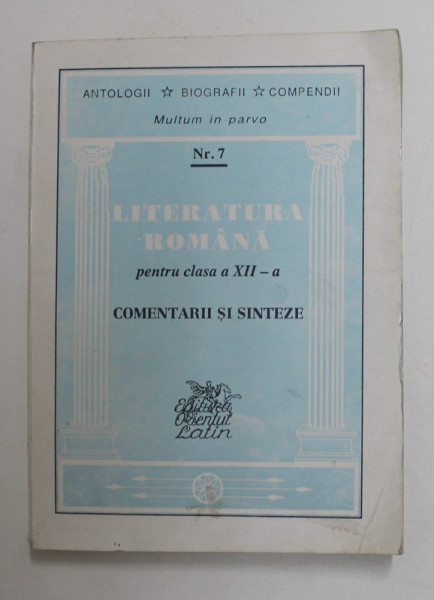 ANTOLOGII ☆ BIOGRAFII ☆ COMPENDII
Multum in parvo
Nr. 7
LITERATURA
ROMÂNĂ
pentru clasa a XII – a
COMENTARII ȘI SINTEZE
Editura
Orientul
Latin